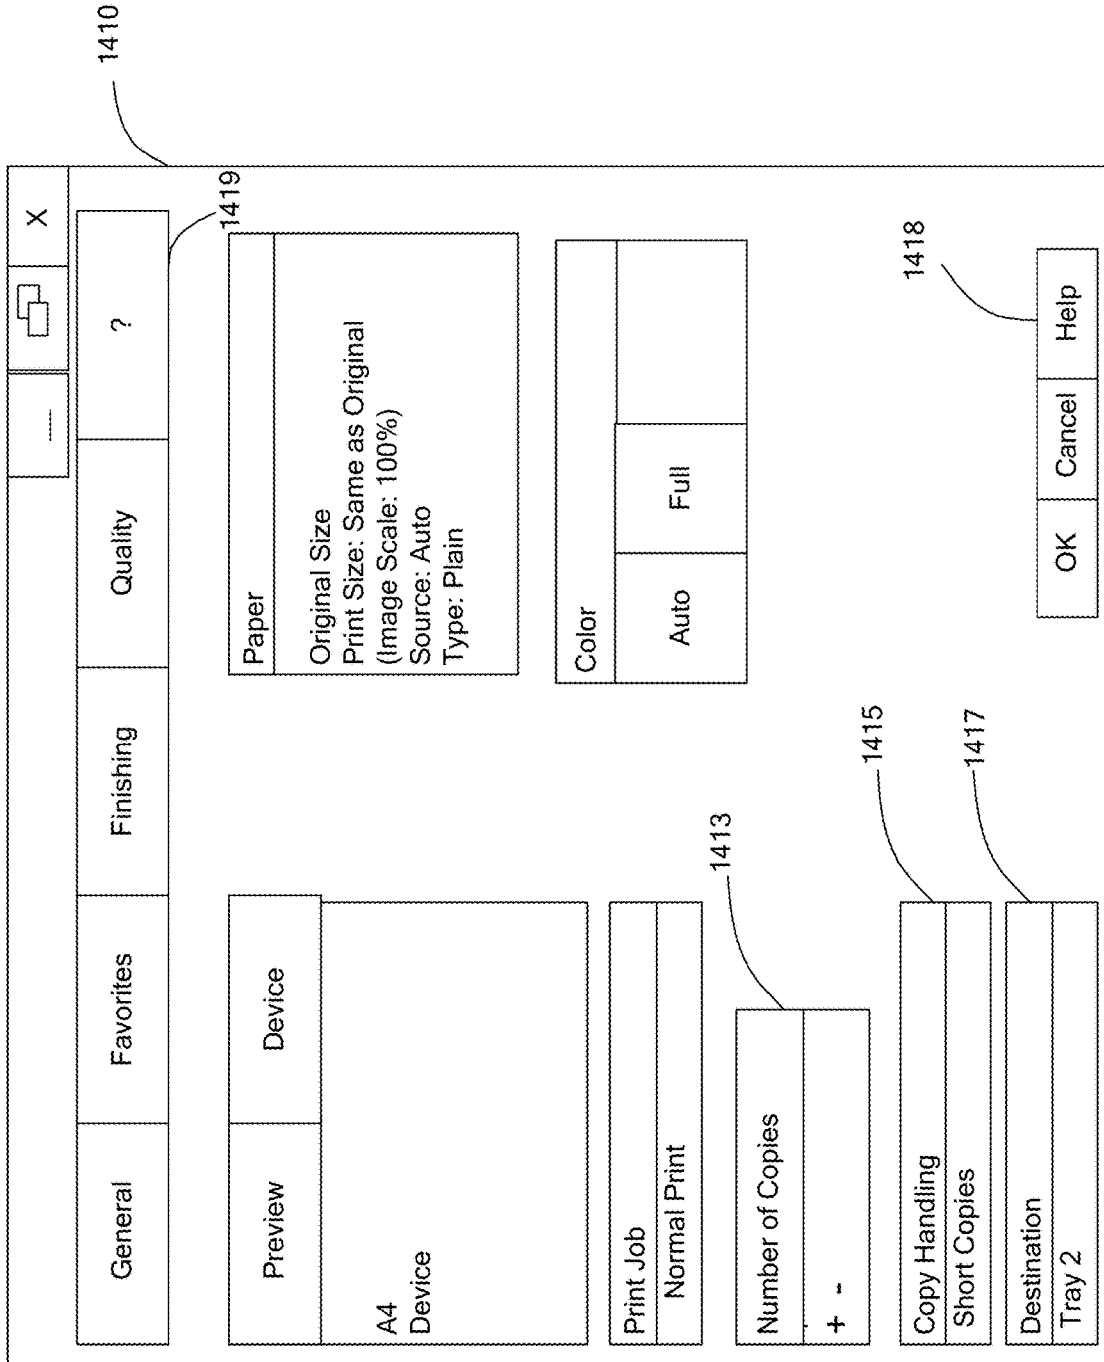 1410
— X
General Favorites Finishing Quality ?
1419
Preview Device
A4
Device
Paper
Original Size
Print Size: Same as Original
(Image Scale: 100%)
Source: Auto
Type: Plain
Print Job
Normal Print
Color
Auto Full
Number of Copies
+ -
1413
Copy Handling
Short Copies
1415
Destination
Tray 2
1417
OK Cancel Help
1418